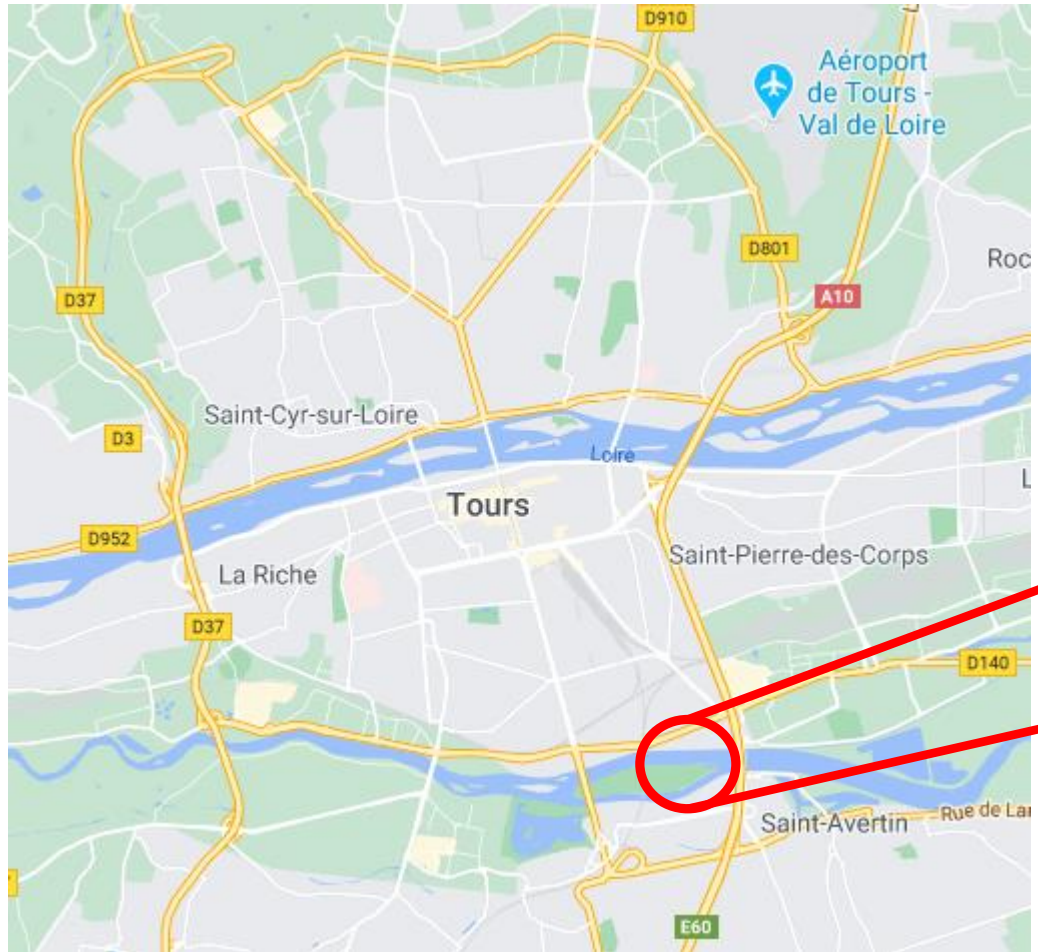 D910
Aéroport
de Tours -
Val de Loire
D801
Roc
D37
A10
Saint-Cyr-sur-Loire
D3
Loire
L
Tours
D952
Saint-Pierre-des-Corps
La Riche
D37
D140
Saint-Avertin
Rue de Lar
E60